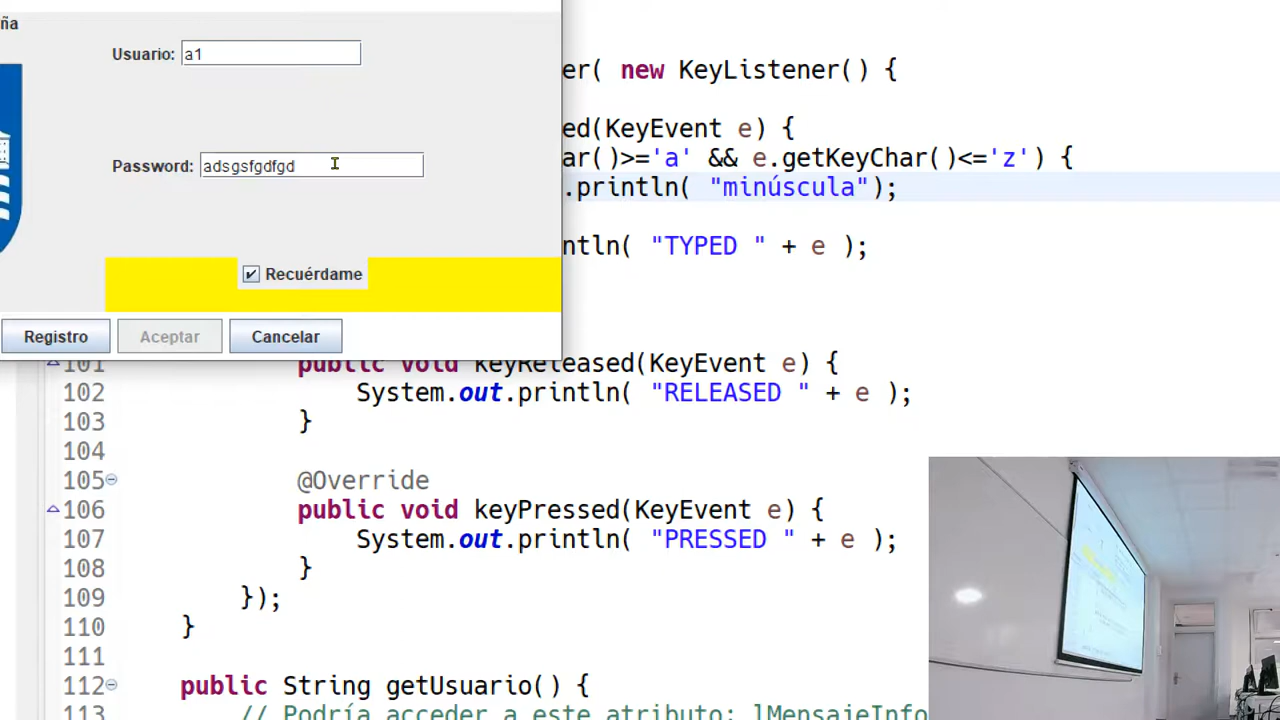 ña
Usuario: a1
Password: adsgsfgdfgd
Recuérdame
Registro Aceptar Cancelar
er( new KeyListener() {
ed(KeyEvent e) {
ar()>='a' && e.getKeyChar()<='z') {
.println( "minúscula");
ntln( "TYPED " + e );
101 public void keyReleased(KeyEvent e) {
102 System.out.println( "RELEASED " + e );
103 }
104
105 @Override
106 public void keyPressed(KeyEvent e) {
107 System.out.println( "PRESSED " + e );
108 }
109 });
110 }
111
112 public String getUsuario() {
113 // Podría acceder a este atributo: lMensajeInfo